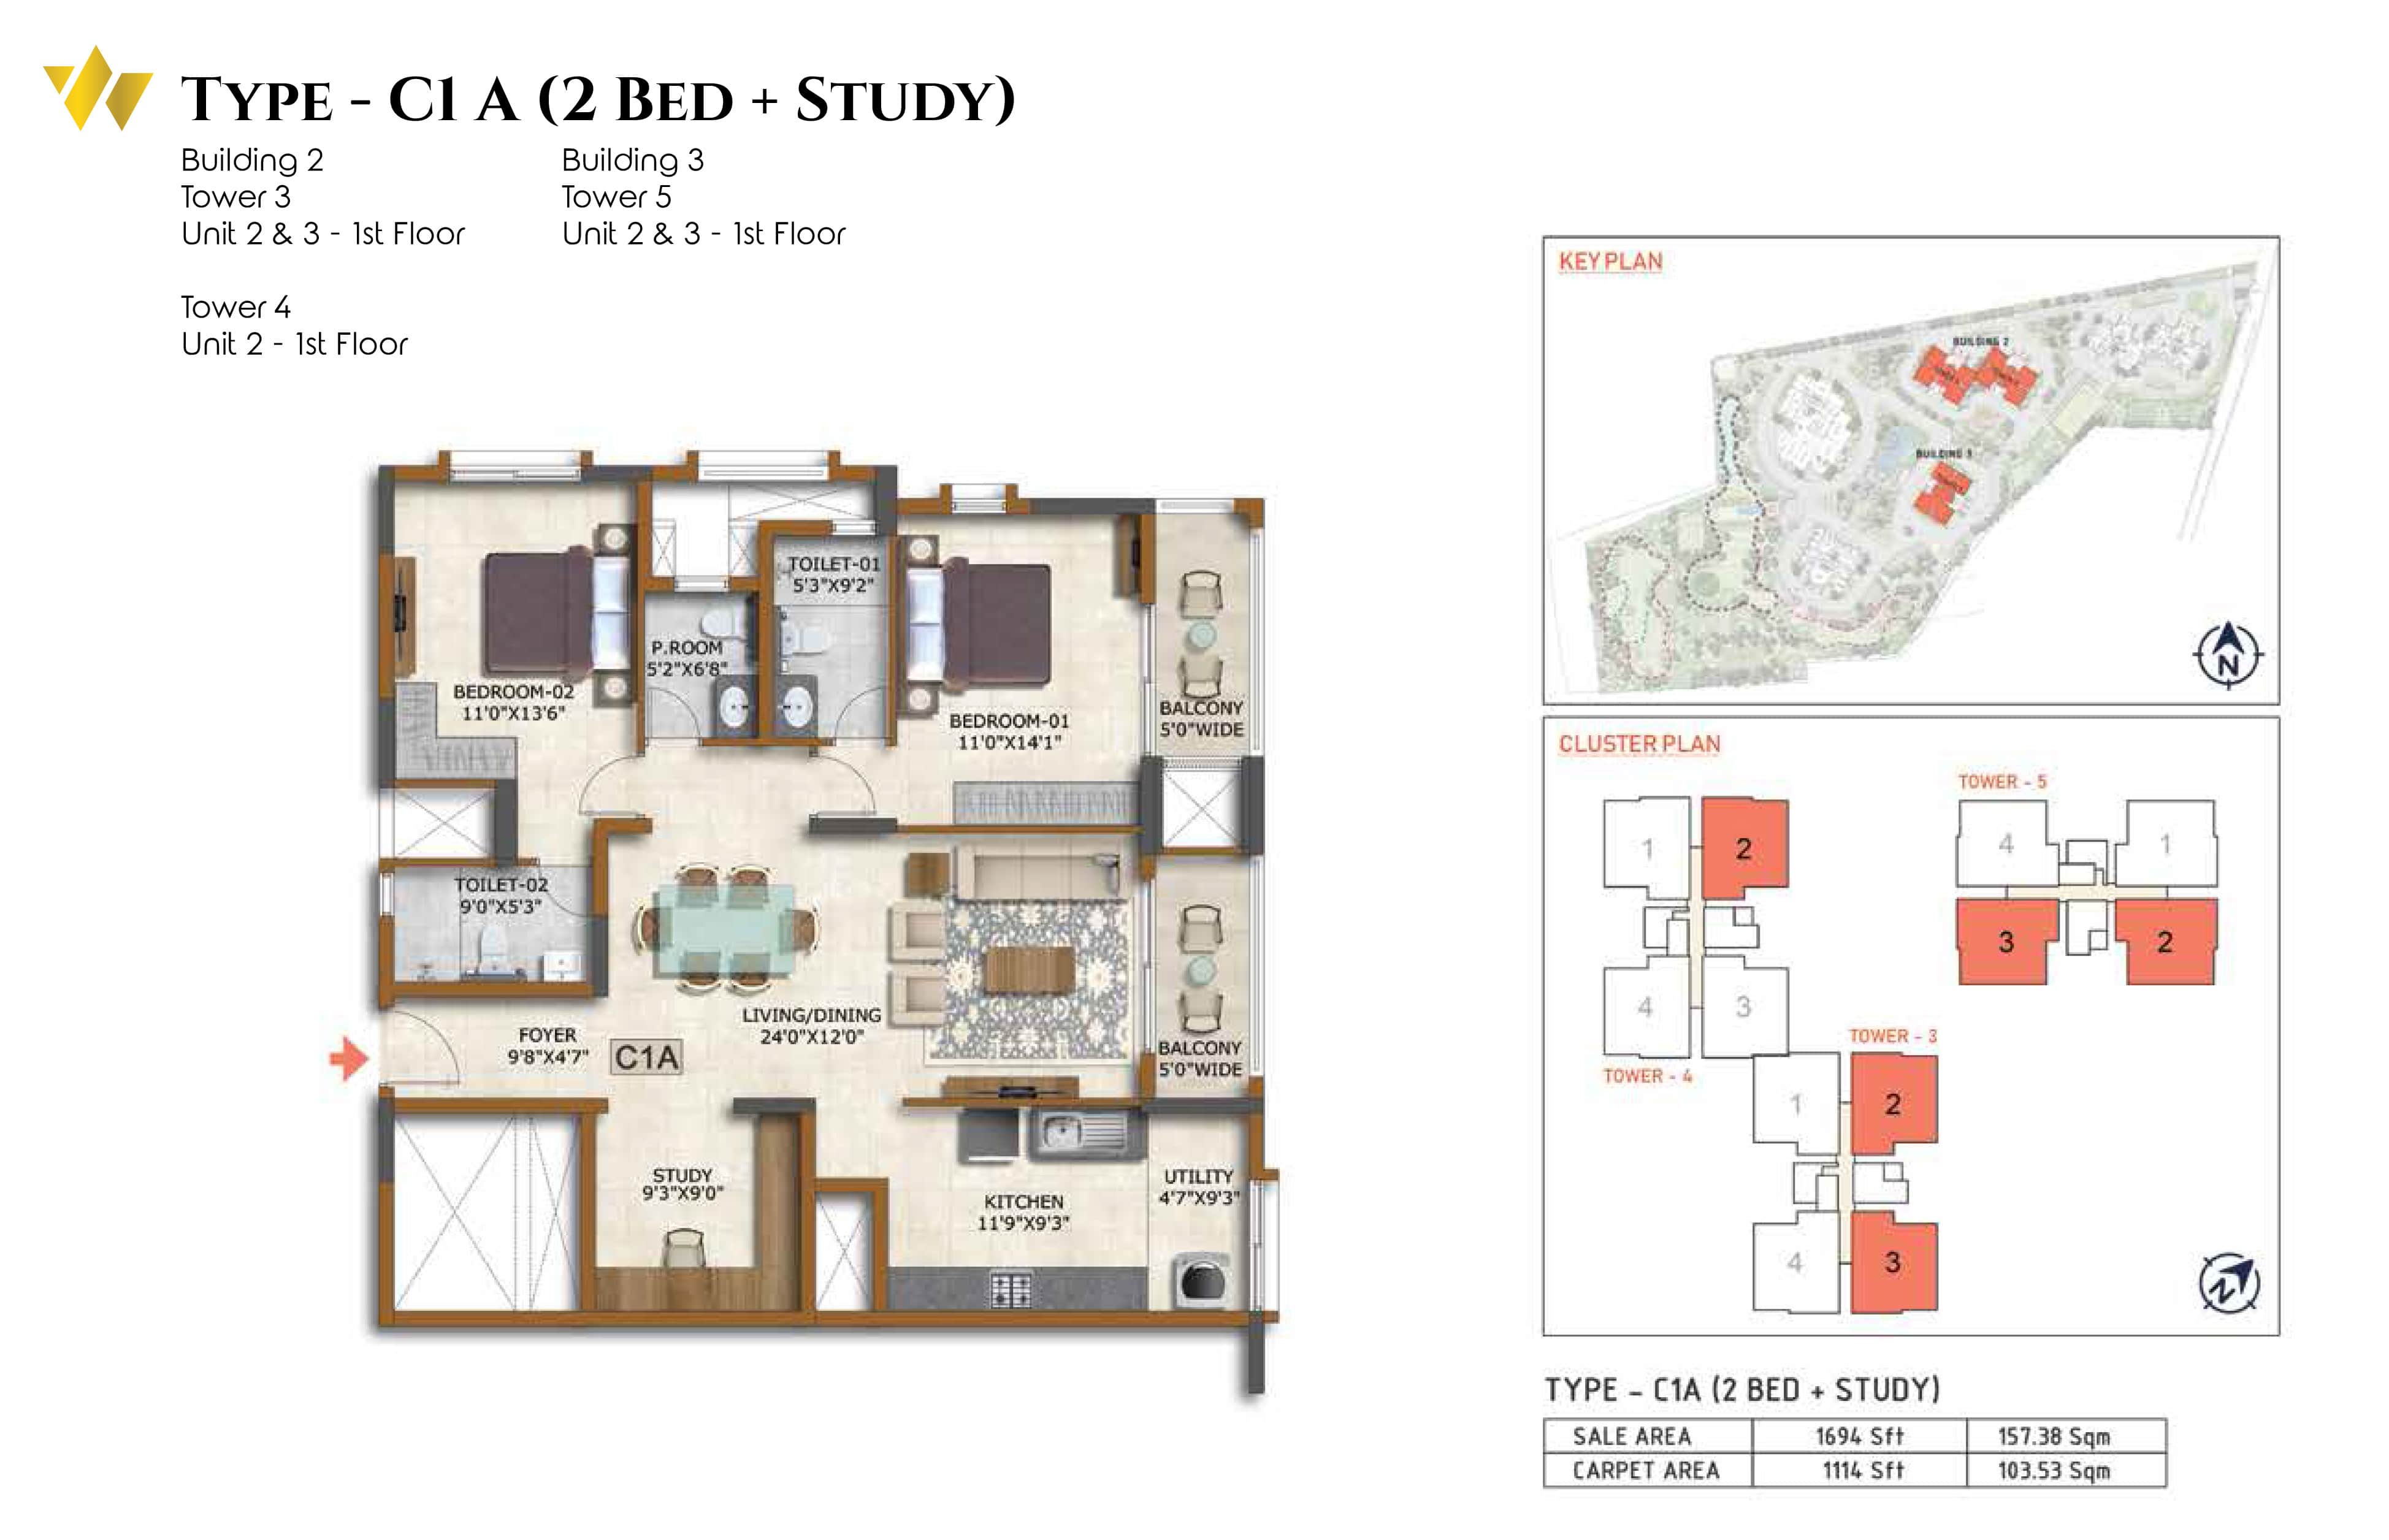 TYPE - C1 A (2 BED + STUDY)
Building 2
Tower 3
Unit 2 & 3 - 1st Floor
Tower 4
Unit 2 - 1st Floor
Building 3
Tower 5
Unit 2 & 3 - 1st Floor
TOILET-01
5'3"X9'2"
P.ROOM
5'2"X6'8"
BEDROOM-02
11'0"X13'6"
BEDROOM-01
11'0"X14'1"
BALCONY
5'0"WIDE
TOILET-02
9'0"X5'3"
LIVING/DINING
24'0"X12'0"
FOYER
9'8"X4'7"
C1A
BALCONY
5'0"WIDE
STUDY
9'3"X9'0"
KITCHEN
11'9"X9'3"
UTILITY
4'7"X9'3"
KEY PLAN
BUILDING 2
BUILDING 3
N
CLUSTER PLAN
TOWER - 5
1
2
4
1
4
3
3
2
TOWER - 3
TOWER - 4
1
2
4
3
N
TYPE - C1A (2 BED + STUDY)
SALE AREA 1694 Sft 157.38 Sqm
CARPET AREA 1114 Sft 103.53 Sqm